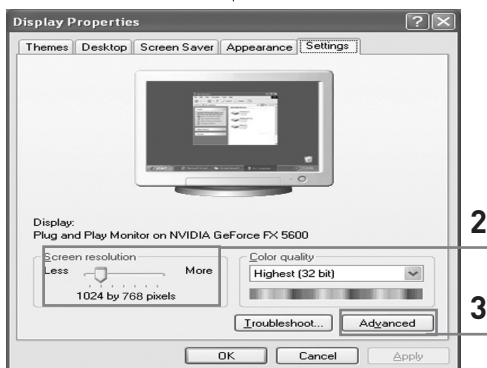 Display Properties
Themes Desktop Screen Saver Appearance Settings
Display:
Plug and Play Monitor on NVIDIA GeForce FX 5600
Screen resolution
Less More
1024 by 768 pixels
Color quality
Highest (32 bit)
2
Troubleshoot... Advanced
3
OK Cancel Apply